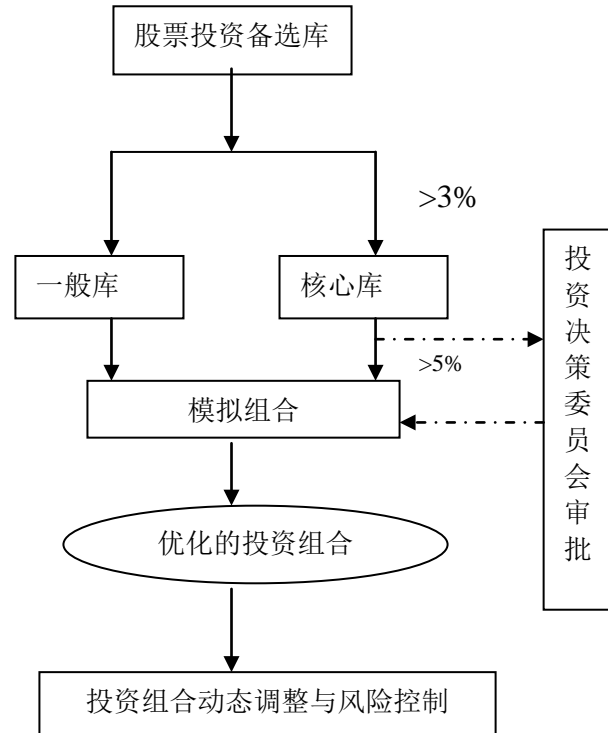 股票投资备选库
>3%
一般库
核心库
投资决策委员会审批
>5%
模拟组合
优化的投资组合
投资组合动态调整与风险控制